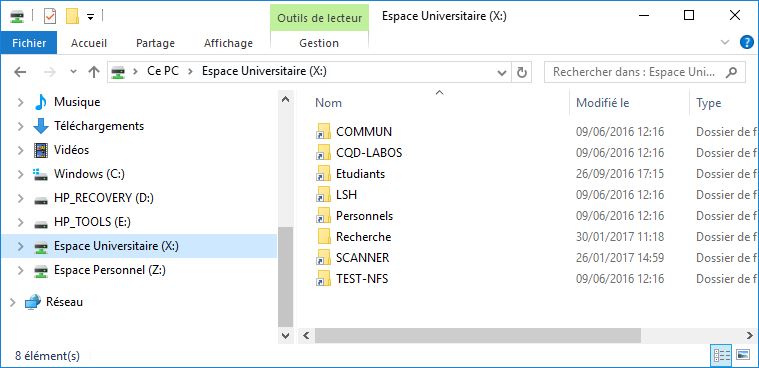 Outils de lecteur Espace Universitaire (X:)
Fichier Accueil Partage Affichage Gestion
Ce PC Espace Universitaire (X:) Rechercher dans : Espace Uni...
Musique
Téléchargements
Vidéos
Windows (C:)
HP_RECOVERY (D:)
HP_TOOLS (E:)
Espace Universitaire (X:)
Espace Personnel (Z:)
Réseau
Nom Modifié le Type
COMMUN 09/06/2016 12:16 Dossier de f
CQD-LABOS 09/06/2016 12:16 Dossier de f
Etudiants 26/09/2016 17:15 Dossier de f
LSH 09/06/2016 12:16 Dossier de f
Personnels 09/06/2016 12:16 Dossier de f
Recherche 30/01/2017 11:18 Dossier de f
SCANNER 26/01/2017 14:59 Dossier de f
TEST-NFS 09/06/2016 12:16 Dossier de f
8 élément(s)